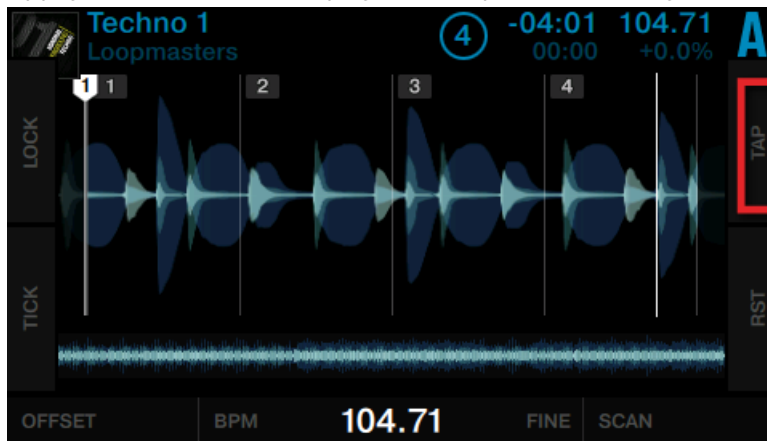 Techno 1
Loopmasters
4
-04:01 104.71
00:00 +0.0%
A
1 1 2 3 4
LOCK
TAP
TICK
RST
OFFSET BPM 104.71 FINE SCAN